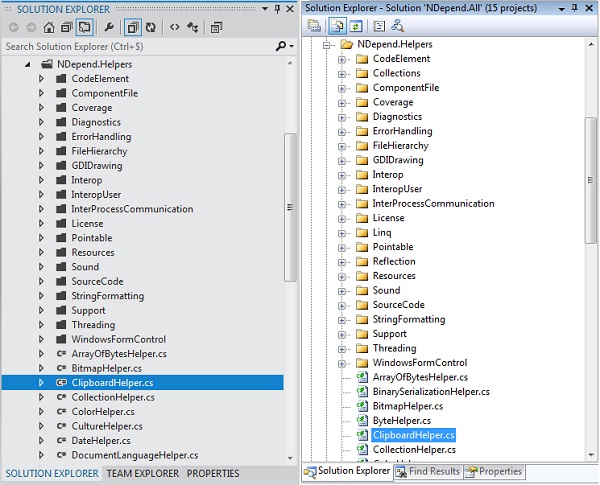 SOLUTION EXPLORER
Search Solution Explorer (Ctrl+$)
NDepend.Helpers
CodeElement
ComponentFile
Coverage
Diagnostics
ErrorHandling
FileHierarchy
GDIDrawing
Interop
InteropUser
InterProcessCommunication
License
Pointable
Resources
Sound
SourceCode
StringFormatting
Support
Threading
WindowsFormControl
C# ArrayOfBytesHelper.cs
C# BitmapHelper.cs
C# ClipboardHelper.cs
C# CollectionHelper.cs
C# ColorHelper.cs
C# CultureHelper.cs
C# DateHelper.cs
C# DocumentLanguageHelper.cs
SOLUTION EXPLORER TEAM EXPLORER PROPERTIES
Solution Explorer - Solution 'NDepend.All' (15 projects)
NDepend.Helpers
CodeElement
Collections
ComponentFile
Coverage
Diagnostics
ErrorHandling
FileHierarchy
GDIDrawing
Interop
InteropUser
InterProcessCommunication
License
Linq
Pointable
Reflection
Resources
Sound
SourceCode
StringFormatting
Support
Threading
WindowsFormControl
ArrayOfBytesHelper.cs
BinarySerializationHelper.cs
BitmapHelper.cs
ByteHelper.cs
ClipboardHelper.cs
CollectionHelper.cs
Solution Explorer Find Results Properties